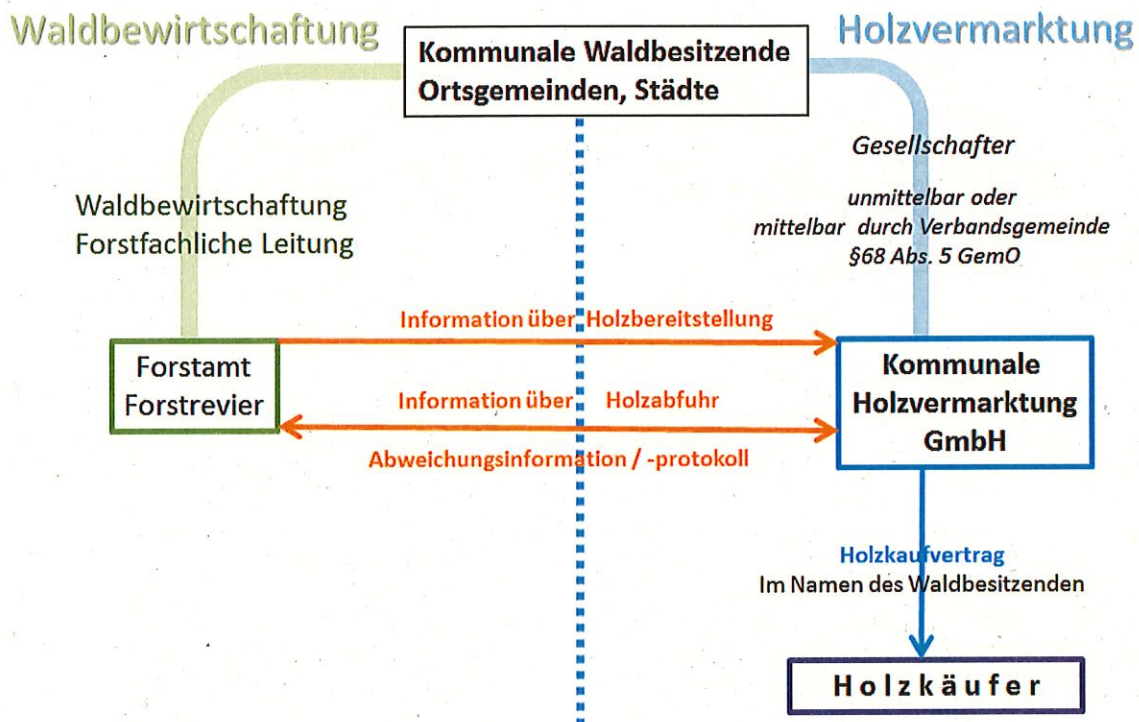 Waldbewirtschaftung
Holzvermarktung
Kommunale Waldbesitzende
Ortsgemeinden, Städte
Gesellschafter
unmittelbar oder
mittelbar durch Verbandsgemeinde
§68 Abs. 5 GemO
Waldbewirtschaftung
Forstfachliche Leitung
Information über Holzbereitstellung
Forstamt
Forstrevier
Kommunale
Holzvermarktung
GmbH
Information über Holzabfuhr
Abweichungsinformation / -protokoll
Holzkaufvertrag
Im Namen des Waldbesitzenden
Holzkäufer